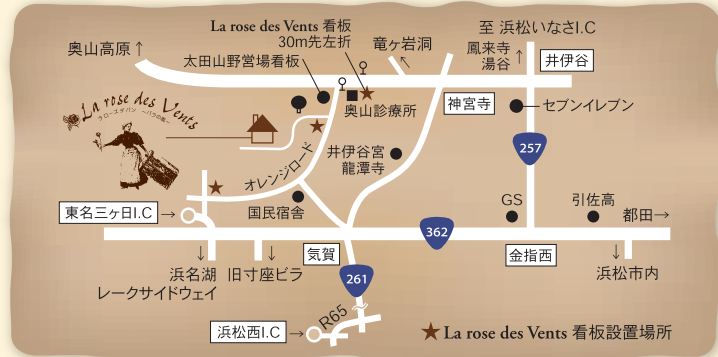 La rose des Vents 看板
30m先左折
至 浜松いなさI.C
奥山高原↑
太田山野営場看板
竜ヶ岩洞
↑
鳳来寺
湯谷
↑
井伊谷
La rose des Vents
ラ・ローズ・デ・バン ～バラの風～
奥山診療所
神宮寺
セブンイレブン
257
オレンジロード
井伊谷宮
龍潭寺
東名三ヶ日I.C→
国民宿舎
GS
引佐高
都田→
362
気賀
金指西
↓
浜名湖
レークサイドウェイ
↓
旧寸座ビラ
261
↓
浜松市内
浜松西I.C→
R65
★La rose des Vents 看板設置場所